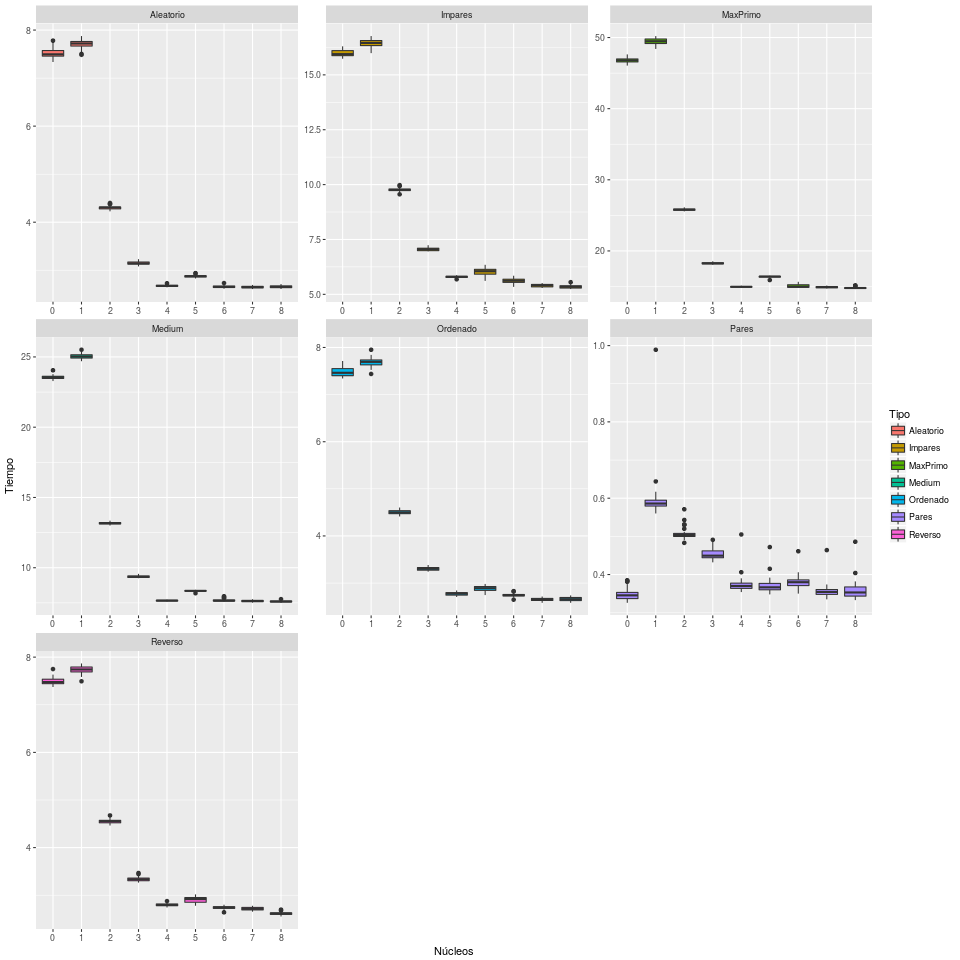 Aleatorio
Impares
MaxPrimo
8
6
4
15.0
12.5
10.0
7.5
5.0
50
40
30
20
0 1 2 3 4 5 6 7 8
0 1 2 3 4 5 6 7 8
0 1 2 3 4 5 6 7 8
Medium
Ordenado
Pares
25
20
15
10
8
6
4
1.0
0.8
0.6
0.4
0 1 2 3 4 5 6 7 8
0 1 2 3 4 5 6 7 8
0 1 2 3 4 5 6 7 8
Reverso
8
6
4
0 1 2 3 4 5 6 7 8
Tiempo
Núcleos
Tipo
Aleatorio
Impares
MaxPrimo
Medium
Ordenado
Pares
Reverso